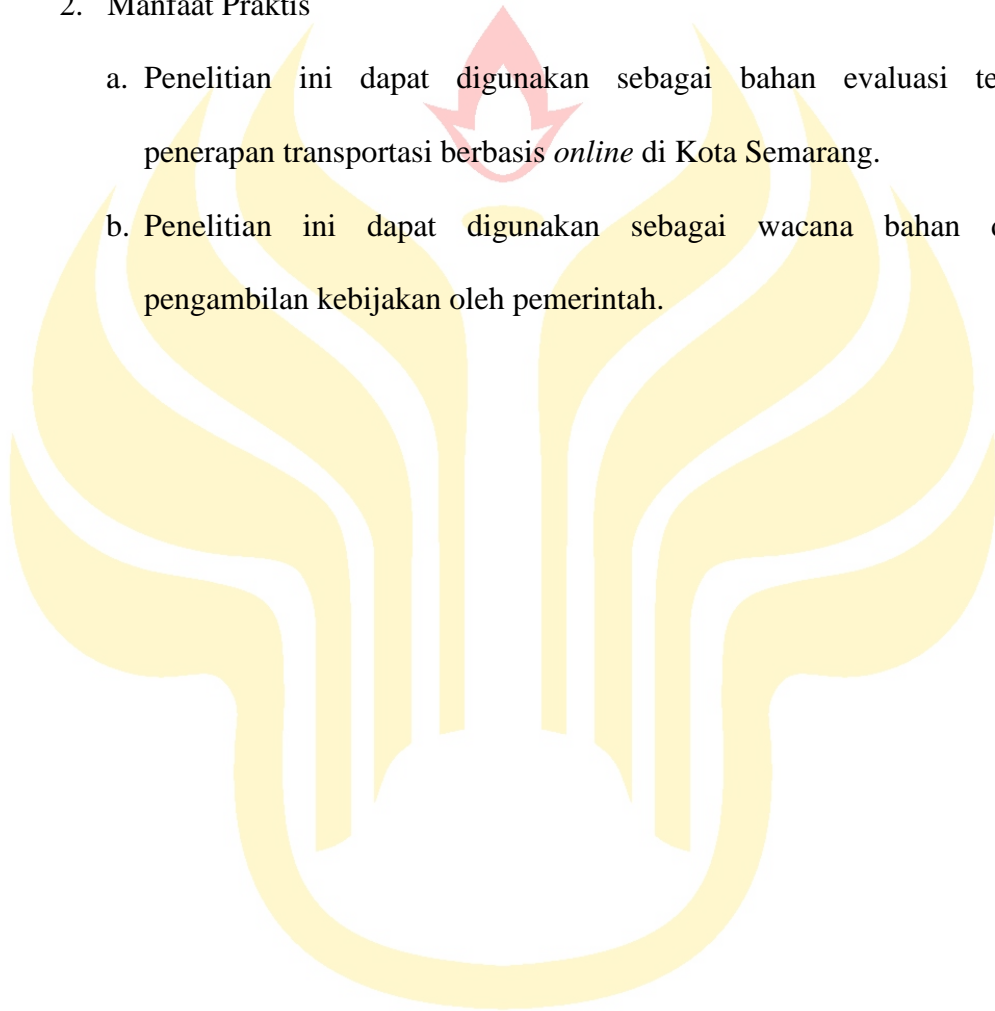 2. Manfaat Praktis
a. Penelitian ini dapat digunakan sebagai bahan evaluasi
penerapan transportasi berbasis online di Kota Semarang.
b. Penelitian ini dapat digunakan sebagai wacana bahan
pengambilan kebijakan oleh pemerintah.